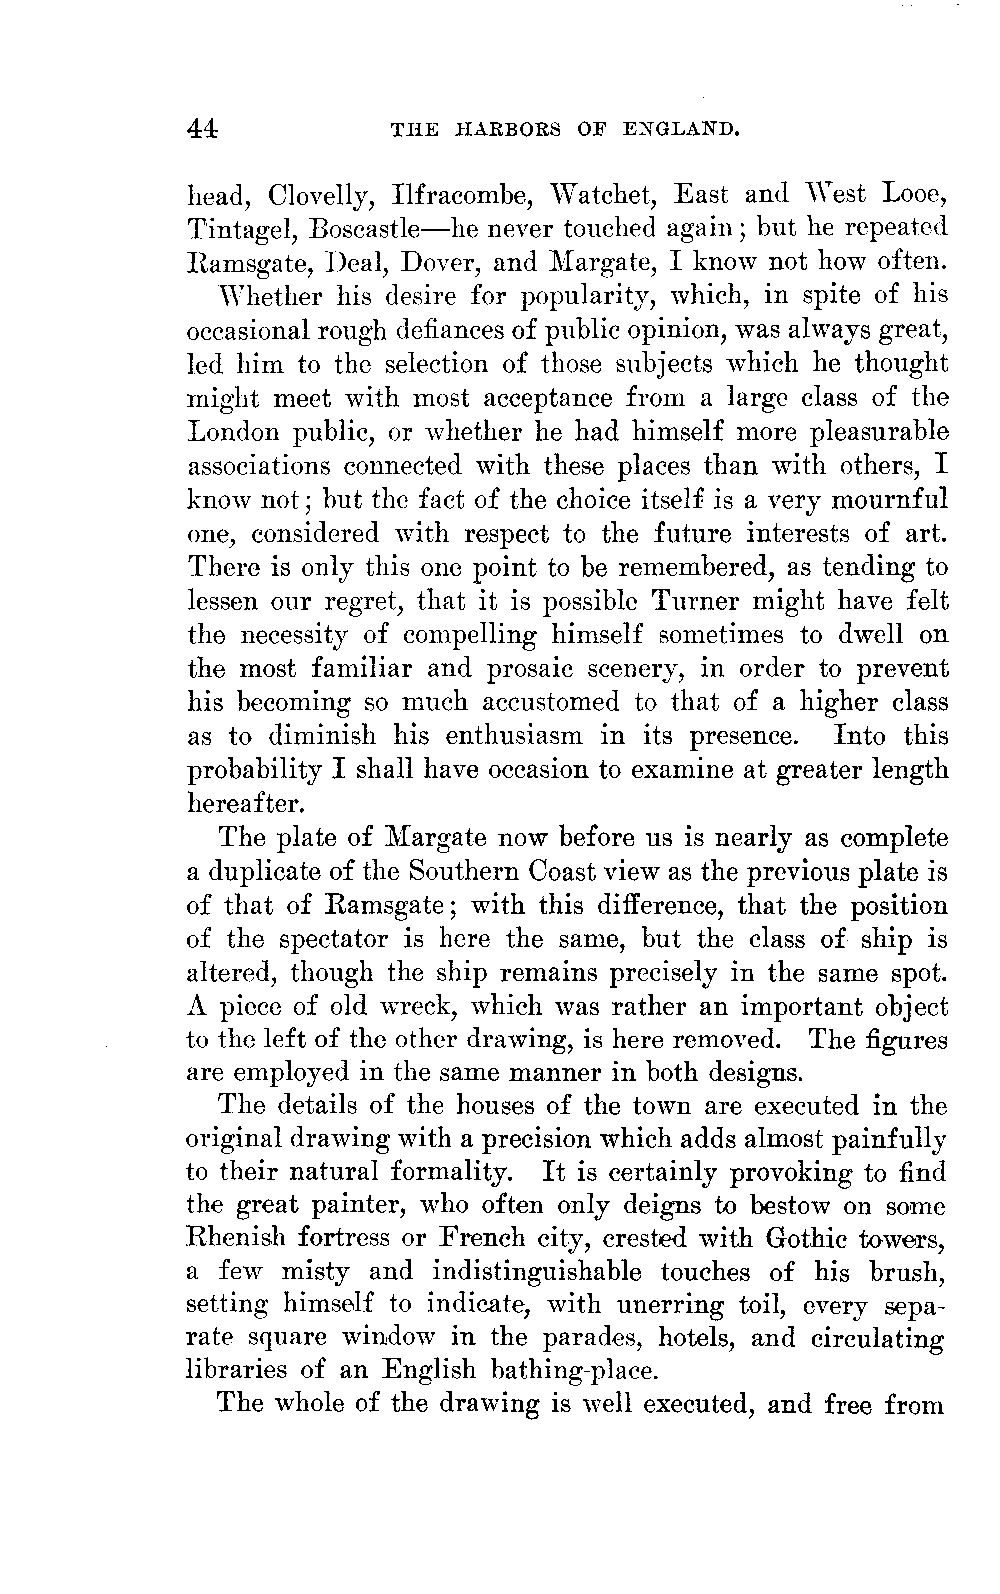 44 THE HARBORS OF ENGLAND.
head, Clovelly, Ilfracombe, Watchet, East and West Looe,
Tintagel, Boscastle—he never touched again; but he repeated
Ramsgate, Deal, Dover, and Margate, I know not how often.
Whether his desire for popularity, which, in spite of his
occasional rough defiances of public opinion, was always great,
led him to the selection of those subjects which he thought
might meet with most acceptance from a large class of the
London public, or whether he had himself more pleasurable
associations connected with these places than with others, I
know not; but the fact of the choice itself is a very mournful
one, considered with respect to the future interests of art.
There is only this one point to be remembered, as tending to
lessen our regret, that it is possible Turner might have felt
the necessity of compelling himself sometimes to dwell on
the most familiar and prosaic scenery, in order to prevent
his becoming so much accustomed to that of a higher class
as to diminish his enthusiasm in its presence. Into this
probability I shall have occasion to examine at greater length
hereafter.
The plate of Margate now before us is nearly as complete
a duplicate of the Southern Coast view as the previous plate is
of that of Ramsgate; with this difference, that the position
of the spectator is here the same, but the class of ship is
altered, though the ship remains precisely in the same spot.
A piece of old wreck, which was rather an important object
to the left of the other drawing, is here removed. The figures
are employed in the same manner in both designs.
The details of the houses of the town are executed in the
original drawing with a precision which adds almost painfully
to their natural formality. It is certainly provoking to find
the great painter, who often only deigns to bestow on some
Rhenish fortress or French city, crested with Gothic towers,
a few misty and indistinguishable touches of his brush,
setting himself to indicate, with unerring toil, every sepa-
rate square window in the parades, hotels, and circulating
libraries of an English bathing-place.
The whole of the drawing is well executed, and free from